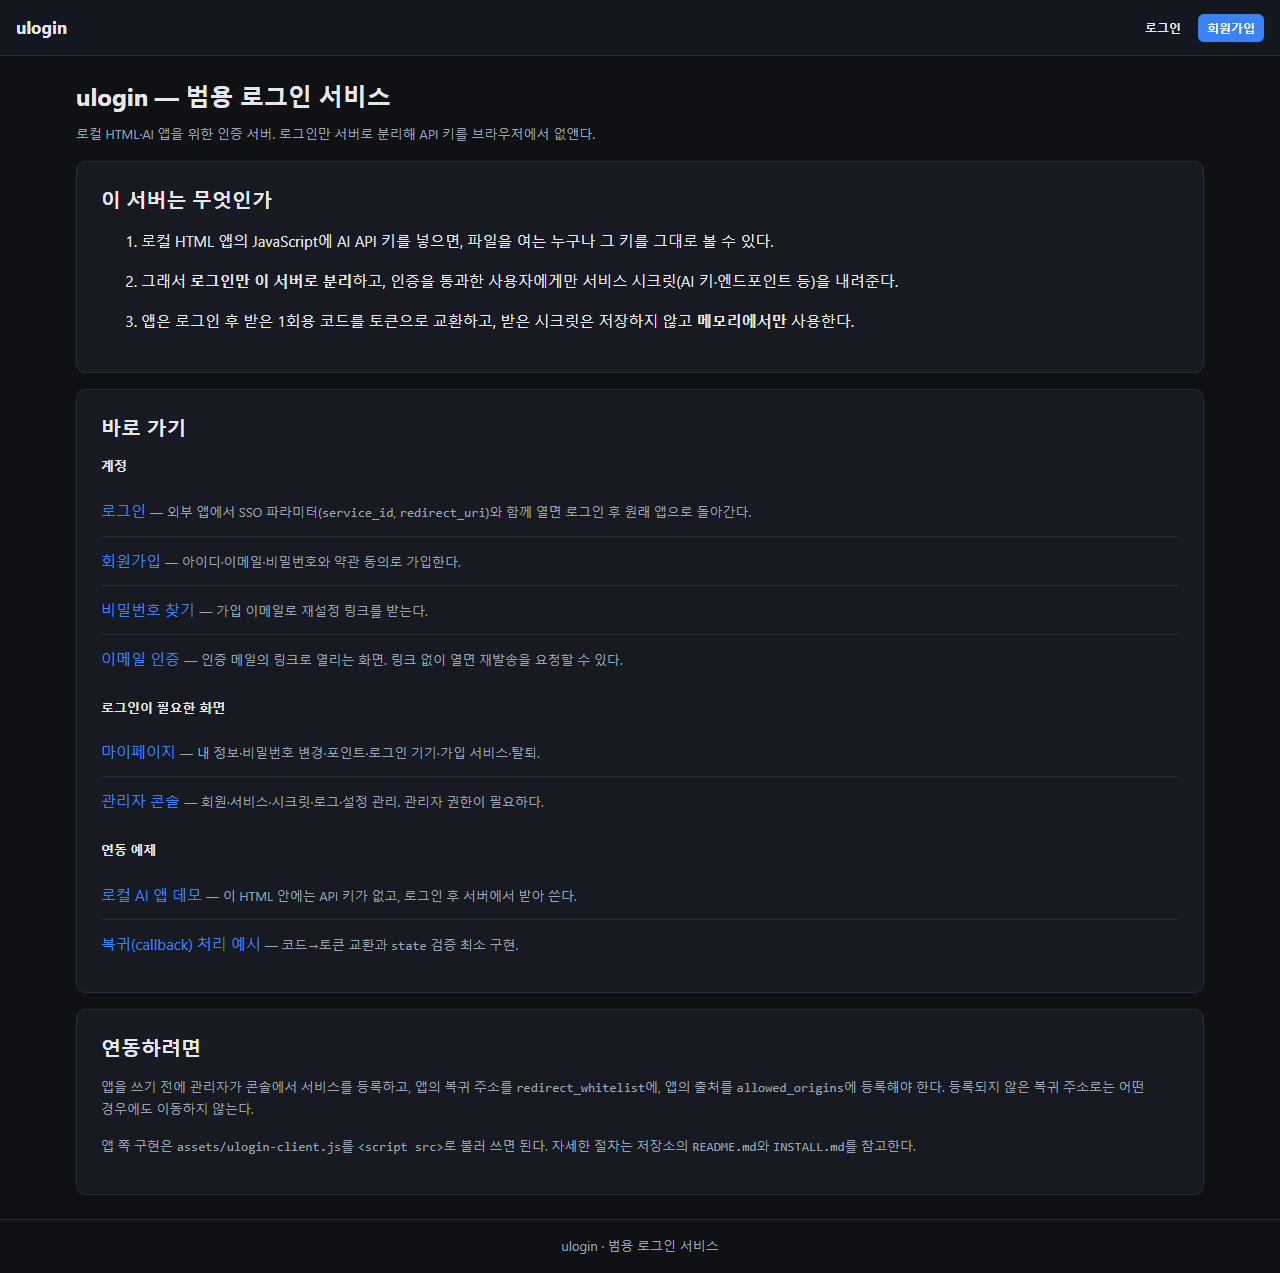 ulogin
로그인
회원가입
ulogin — 범용 로그인 서비스
로컬 HTML·AI 앱을 위한 인증 서버. 로그인만 서버로 분리해 API 키를 브라우저에서 없앤다.
이 서버는 무엇인가
1. 로컬 HTML 앱의 JavaScript에 AI API 키를 넣으면, 파일을 여는 누구나 그 키를 그대로 볼 수 있다.
2. 그래서 로그인만 이 서버로 분리하고, 인증을 통과한 사용자에게만 서비스 시크릿(AI 키·엔드포인트 등)을 내려준다.
3. 앱은 로그인 후 받은 1회용 코드를 토큰으로 교환하고, 받은 시크릿은 저장하지 않고 메모리에서만 사용한다.
바로 가기
계정
로그인 — 외부 앱에서 SSO 파라미터(service_id, redirect_uri)와 함께 열면 로그인 후 원래 앱으로 돌아간다.
회원가입 — 아이디·이메일·비밀번호와 약관 동의로 가입한다.
비밀번호 찾기 — 가입 이메일로 재설정 링크를 받는다.
이메일 인증 — 인증 메일의 링크로 열리는 화면. 링크 없이 열면 재발송을 요청할 수 있다.
로그인이 필요한 화면
마이페이지 — 내 정보·비밀번호 변경·포인트·로그인 기기·가입 서비스·탈퇴.
관리자 콘솔 — 회원·서비스·시크릿·로그·설정 관리. 관리자 권한이 필요하다.
연동 예제
로컬 AI 앱 데모 — 이 HTML 안에는 API 키가 없고, 로그인 후 서버에서 받아 쓴다.
복귀(callback) 처리 예시 — 코드→토큰 교환과 state 검증 최소 구현.
연동하려면
앱을 쓰기 전에 관리자가 콘솔에서 서비스를 등록하고, 앱의 복귀 주소를 redirect_whitelist에, 앱의 출처를 allowed_origins에 등록해야 한다. 등록되지 않은 복귀 주소로는 어떤
경우에도 이동하지 않는다.
앱 쪽 구현은 assets/ulogin-client.js를 <script src>로 불러 쓰면 된다. 자세한 절차는 저장소의 README.md와 INSTALL.md를 참고한다.
ulogin · 범용 로그인 서비스